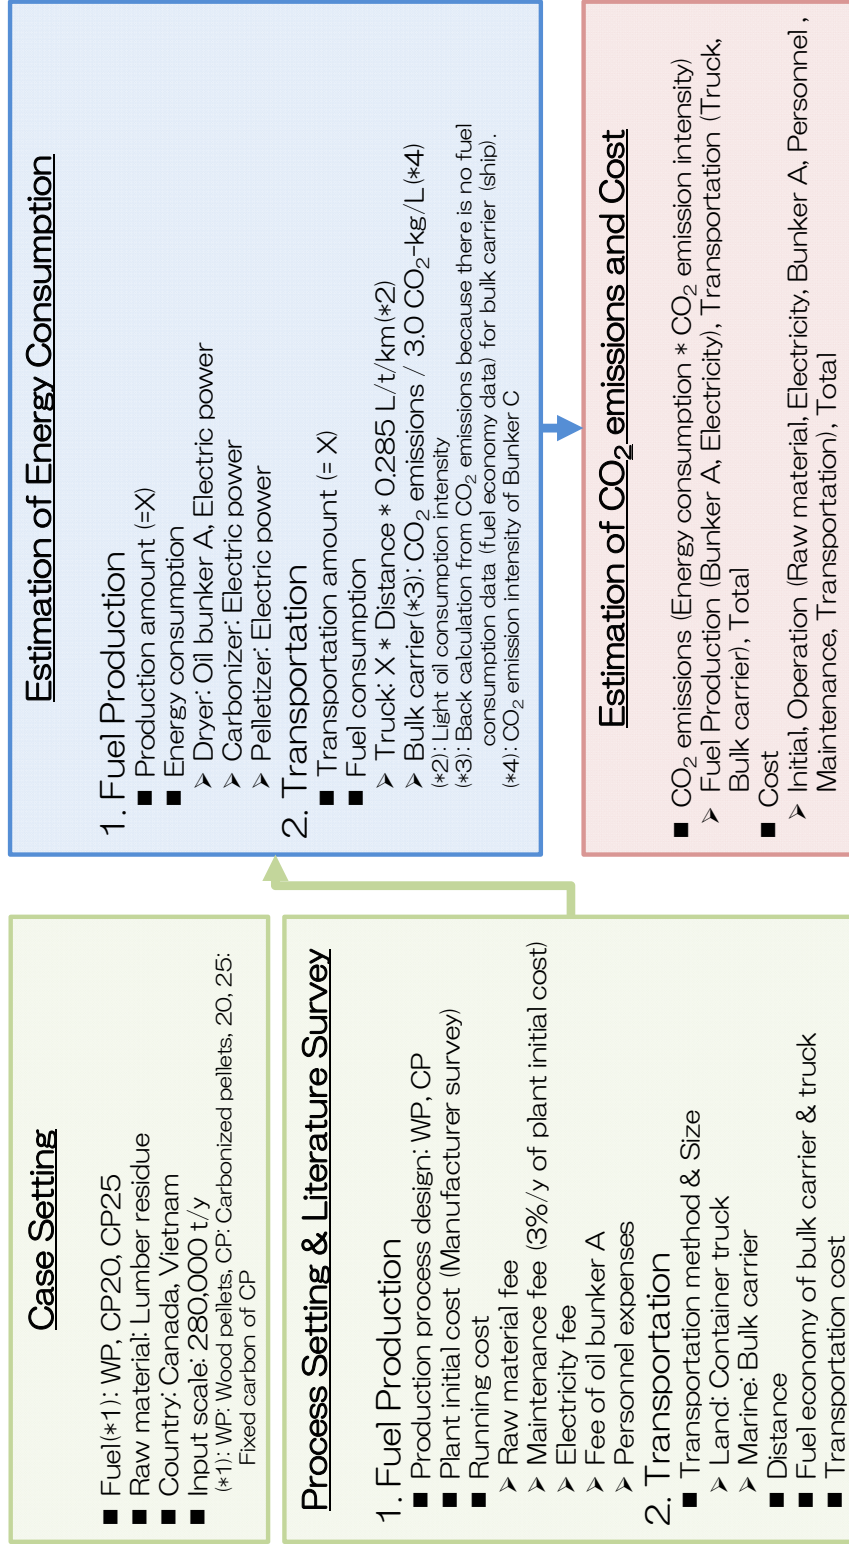 Case Setting
■ Fuel(*1): WP, CP20, CP25
■ Raw material: Lumber residue
■ Country: Canada, Vietnam
■ Input scale: 280,000 t/y
(*1): WP: Wood pellets, CP: Carbonized pellets, 20, 25:
Fixed carbon of CP
Process Setting & Literature Survey
1. Fuel Production
■ Production process design: WP, CP
■ Plant initial cost (Manufacturer survey)
■ Running cost
➢ Raw material fee
➢ Maintenance fee (3%/y of plant initial cost)
➢ Electricity fee
➢ Fee of oil bunker A
➢ Personnel expenses
2. Transportation
■ Transportation method & Size
➢ Land: Container truck
➢ Marine: Bulk carrier
■ Distance
■ Fuel economy of bulk carrier & truck
■ Transportation cost
Estimation of Energy Consumption
1. Fuel Production
■ Production amount (=X)
■ Energy consumption
➢ Dryer: Oil bunker A, Electric power
➢ Carbonizer: Electric power
➢ Pelletizer: Electric power
2. Transportation
■ Transportation amount (= X)
■ Fuel consumption
➢ Truck: X * Distance * 0.285 L/t/km(*2)
➢ Bulk carrier(*3): CO₂ emissions / 3.0 CO₂-kg/L(*4)
(*2): Light oil consumption intensity
(*3): Back calculation from CO₂ emissions because there is no fuel
consumption data (fuel economy data) for bulk carrier (ship).
(*4): CO₂ emission intensity of Bunker C
Estimation of CO₂ emissions and Cost
■ CO₂ emissions (Energy consumption * CO₂ emission intensity)
➢ Fuel Production (Bunker A, Electricity), Transportation (Truck,
Bulk carrier), Total
■ Cost
➢ Initial, Operation (Raw material, Electricity, Bunker A, Personnel ,
Maintenance, Transportation), Total